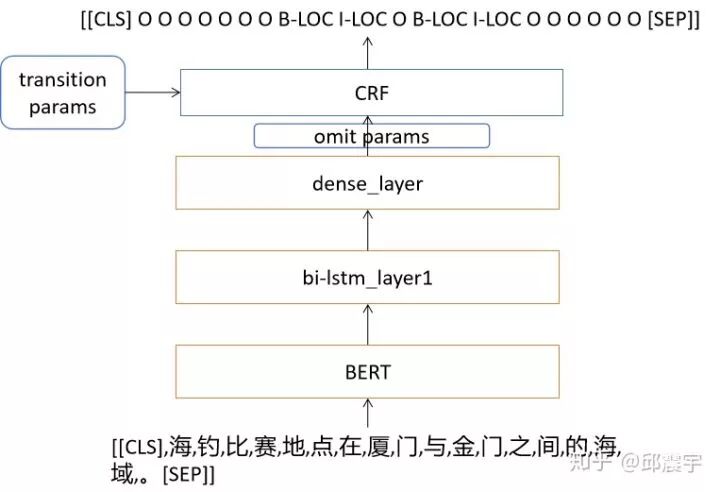 [[CLS] O O O O O O O B-LOC I-LOC O B-LOC I-LOC O O O O O O [SEP]]
transition
params
CRF
omit params
dense_layer
bi-lstm_layer1
BERT
[[CLS],海,钓,比,赛,地,点,在,厦,门,与,金,门,之,间,的,海,
域,。[SEP]]
知乎 @邱震宇